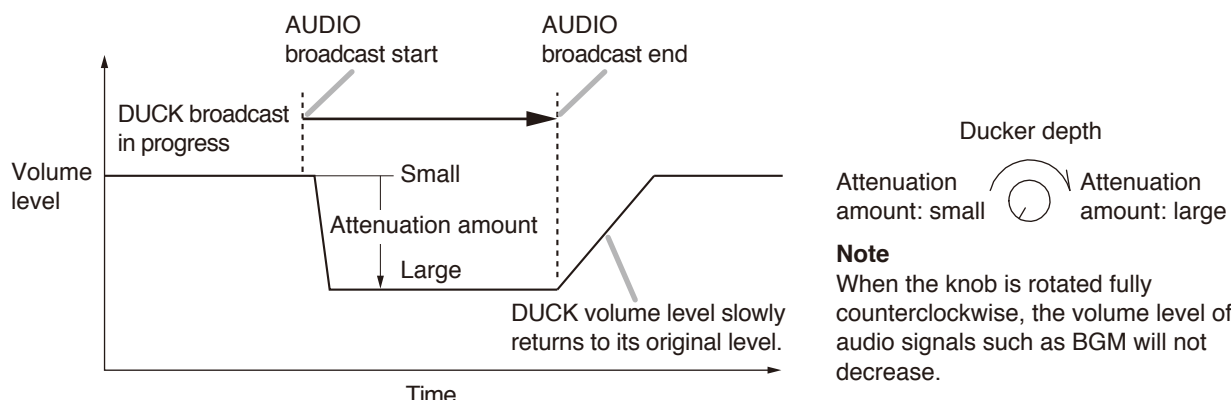 AUDIO
broadcast start
AUDIO
broadcast end
DUCK broadcast
in progress
Volume
level
Small
Attenuation amount
Large
DUCK volume level slowly
returns to its original level.
Time
Ducker depth
Attenuation
amount: small
Attenuation
amount: large
Note
When the knob is rotated fully
counterclockwise, the volume level of
audio signals such as BGM will not
decrease.